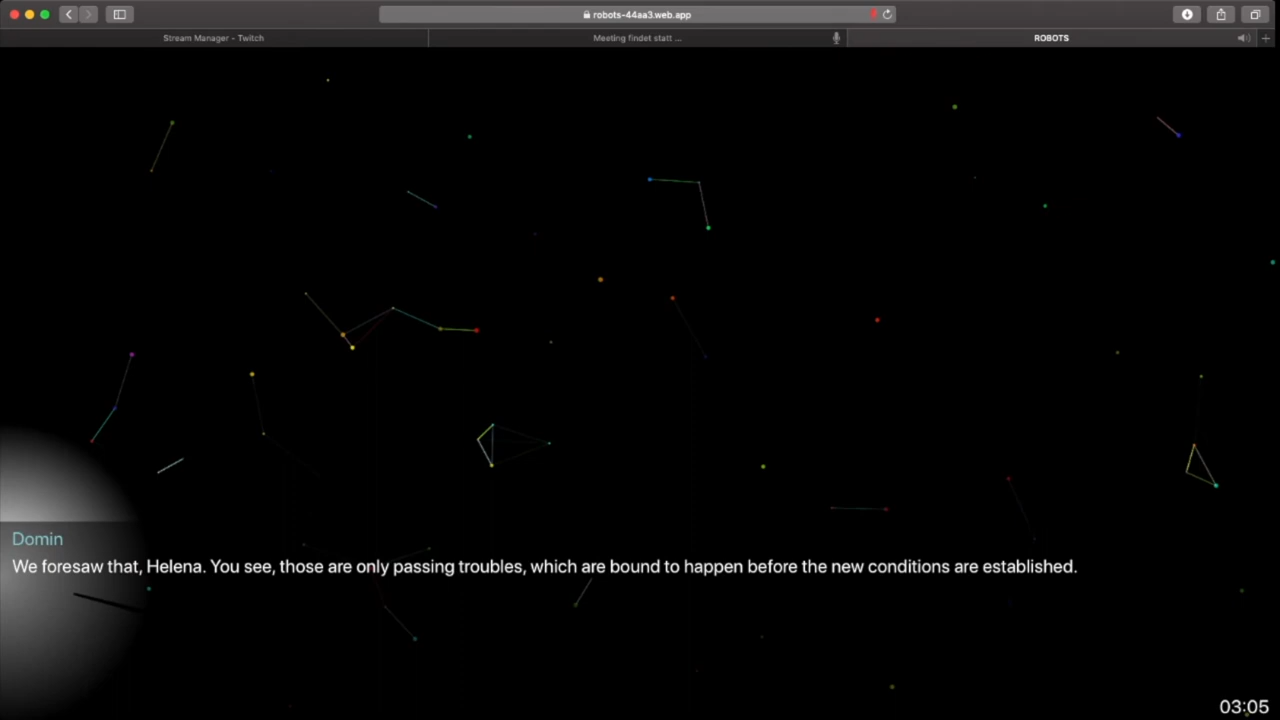 robots-44aa3.web.app
Stream Manager - Twitch
Meeting findet statt ...
ROBOTS
Domin
We foresaw that, Helena. You see, those are only passing troubles, which are bound to happen before the new conditions are established.
03:05